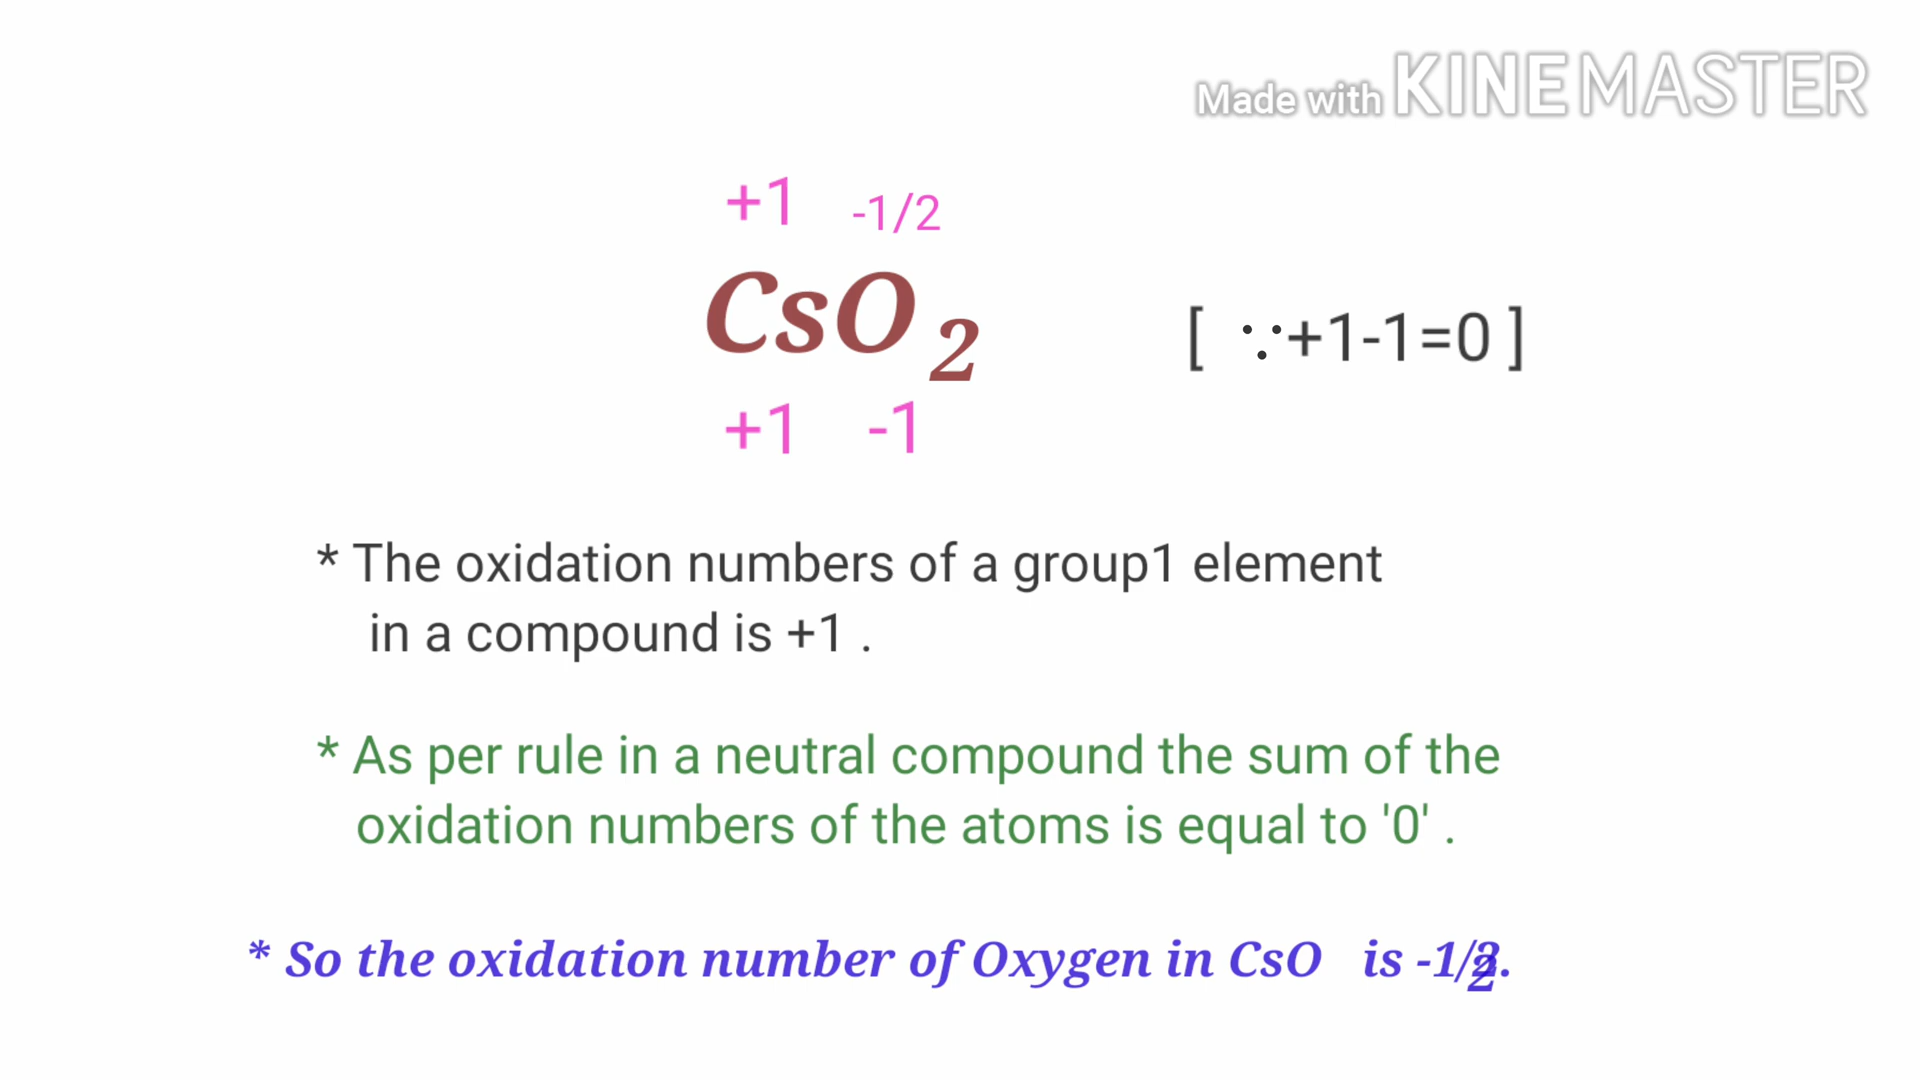 Made with KINEMASTER
+1 -1/2
CsO2
[ ∵+1-1=0 ]
+1 -1
* The oxidation numbers of a group1 element
in a compound is +1 .
* As per rule in a neutral compound the sum of the
oxidation numbers of the atoms is equal to '0' .
* So the oxidation number of Oxygen in CsO is -1/2.
2